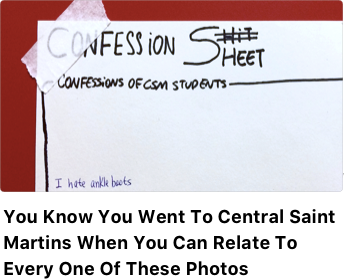 CONFESSION SHIT
HEET
CONFESSIONS OF CSM STUDENTS
I hate ankle boots
You Know You Went To Central Saint
Martins When You Can Relate To
Every One Of These Photos